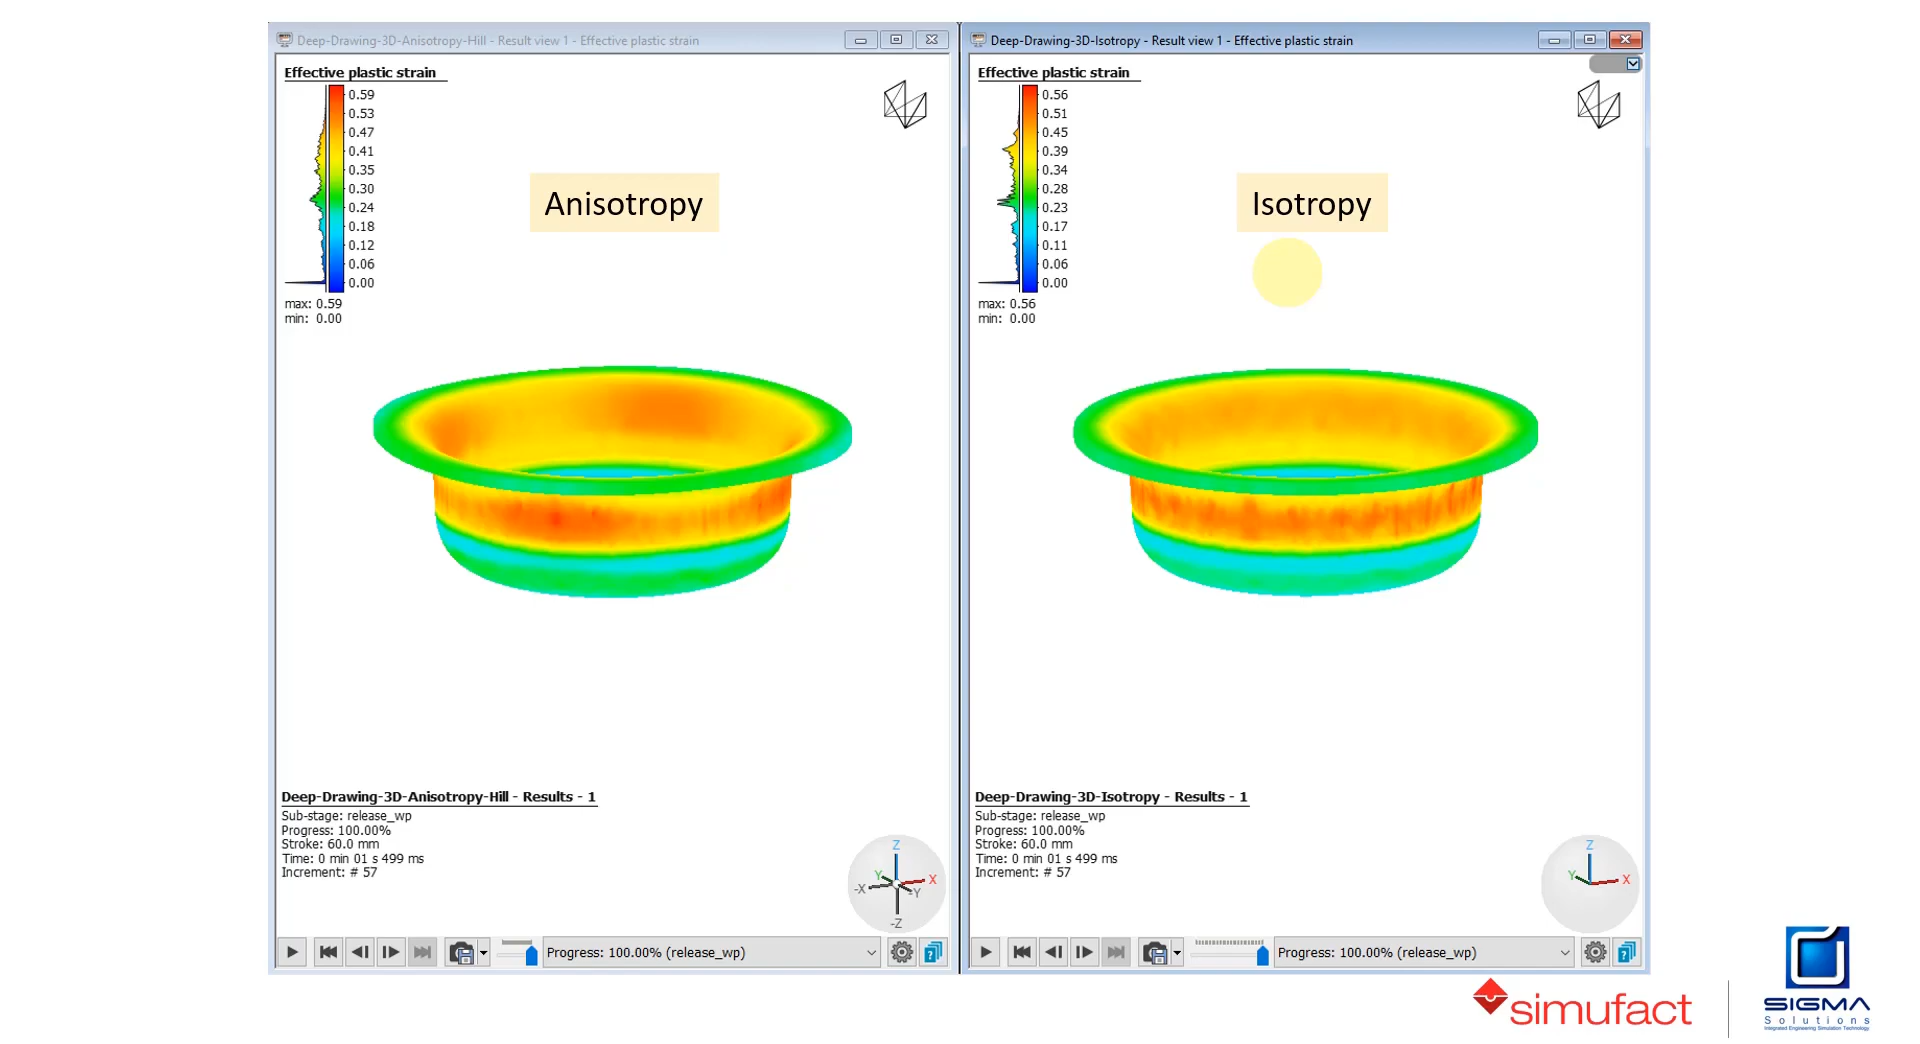 Deep-Drawing-3D-Anisotropy-Hill - Result view 1 - Effective plastic strain
Effective plastic strain
0.59
0.53
0.47
0.41
0.35
0.30
0.24
0.18
0.12
0.06
0.00
max: 0.59
min: 0.00
Anisotropy
Deep-Drawing-3D-Anisotropy-Hill - Results - 1
Sub-stage: release_wp
Progress: 100.00%
Stroke: 60.0 mm
Time: 0 min 01 s 499 ms
Increment: # 57
Z
Y
X
-X
-Y
-Z
Progress: 100.00% (release_wp)
Deep-Drawing-3D-Isotropy - Result view 1 - Effective plastic strain
Effective plastic strain
0.56
0.51
0.45
0.39
0.34
0.28
0.23
0.17
0.11
0.06
0.00
max: 0.56
min: 0.00
Isotropy
Deep-Drawing-3D-Isotropy - Results - 1
Sub-stage: release_wp
Progress: 100.00%
Stroke: 60.0 mm
Time: 0 min 01 s 499 ms
Increment: # 57
Z
Y
X
Progress: 100.00% (release_wp)
simufact
SIGMA
Solutions
Integrated Engineering Simulation Technology